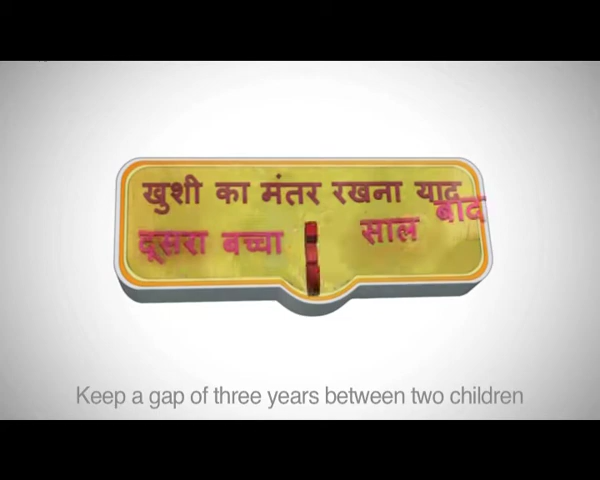 खुशी का मंतर रखना याद
दूसरा बच्चा साल बाद
Keep a gap of three years between two children